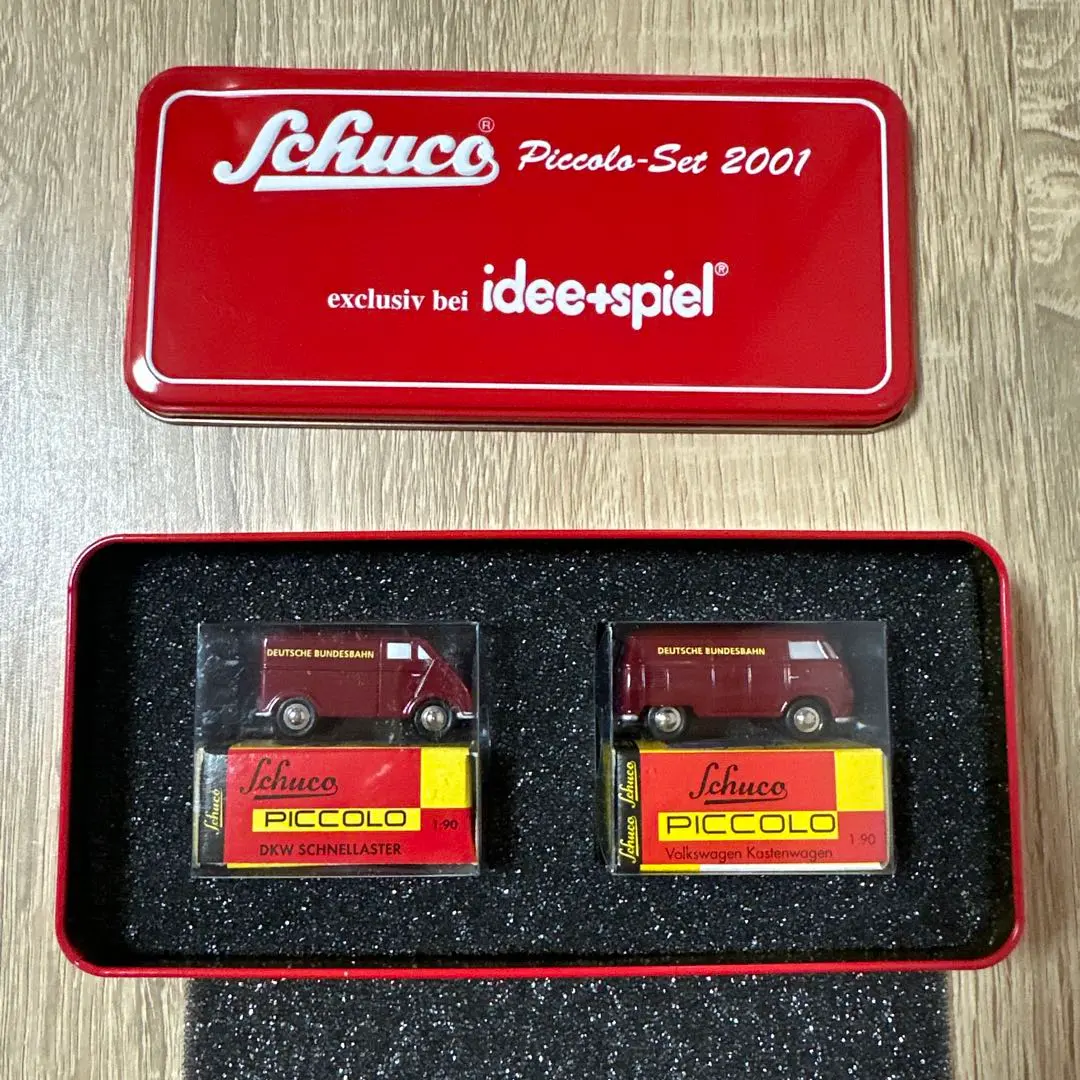 Schuco® Piccolo-Set 2001
exclusiv bei idee+spiel®
DEUTSCHE BUNDESBAHN
Schuco
Schuco
PICCOLO
1:90
DKW SCHNELLASTER
DEUTSCHE BUNDESBAHN
Schuco
Schuco
Schuco
PICCOLO
1:90
Volkswagen Kastenwagen